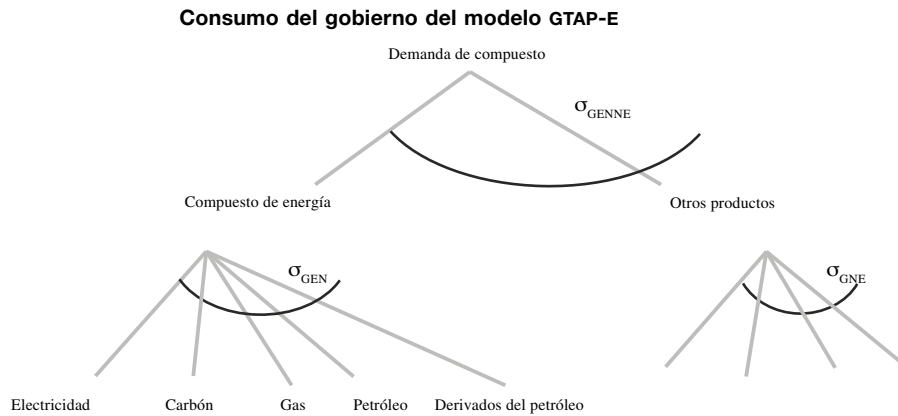 Consumo del gobierno del modelo GTAP-E
Demanda de compuesto
σGENNE
Compuesto de energía
Otros productos
σGEN
σGNE
Electricidad Carbón Gas Petróleo Derivados del petróleo